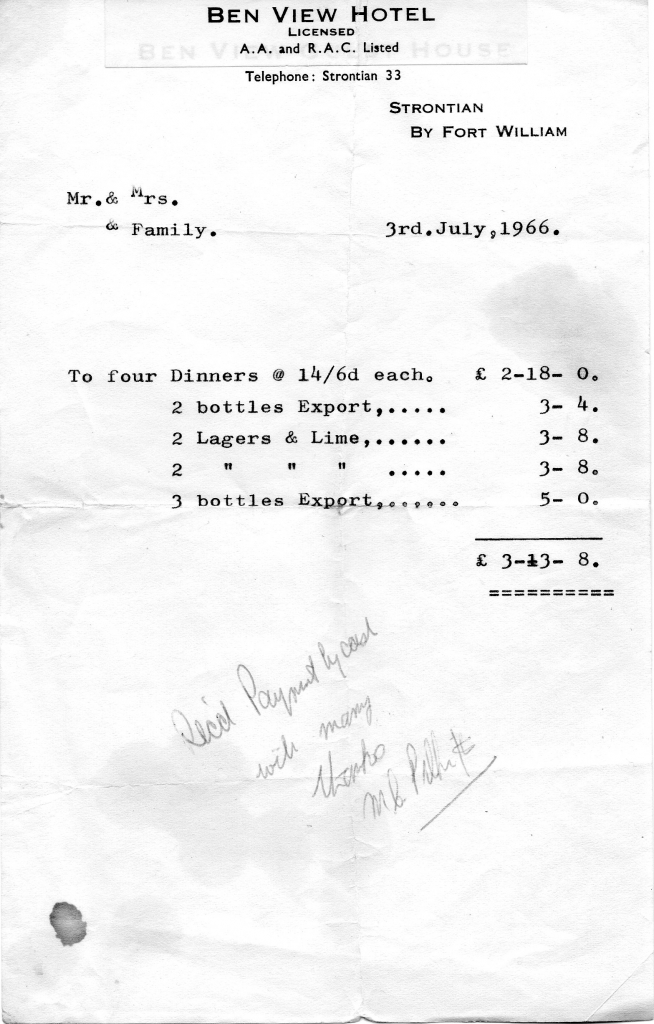 BEN VIEW HOTEL
LICENSED
A.A. and R.A.C. Listed
Telephone: Strontian 33
STRONTIAN
BY FORT WILLIAM
Mr.& Mrs.
& Family.
3rd.July,1966.
To four Dinners @ 14/6d each. £ 2-18- 0.
2 bottles Export,..... 3- 4.
2 Lagers & Lime,...... 3- 8.
2 " " " ..... 3- 8.
3 bottles Export,....... 5- 0.
£ 3-13- 8.
==========
Rec'd Payment by cash
with many
thanks